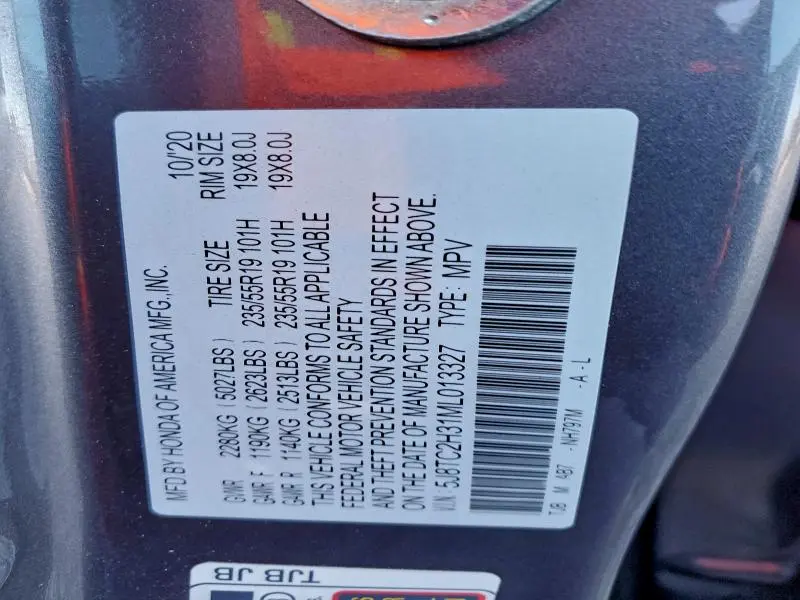 MFD BY HONDA OF AMERICA MFG., INC. 10/'20
GVWR 2280KG ( 5027LBS ) TIRE SIZE RIM SIZE
GAWR F 1190KG ( 2623LBS ) 235/55R19 101H 19X8.0J
GAWR R 1140KG ( 2513LBS ) 235/55R19 101H 19X8.0J
THIS VEHICLE CONFORMS TO ALL APPLICABLE
FEDERAL MOTOR VEHICLE SAFETY
AND THEFT PREVENTION STANDARDS IN EFFECT
ON THE DATE OF MANUFACTURE SHOWN ABOVE.
V.I.N.: 5J8TC2H31ML013327 TYPE: MPV
TJB M 4B7 -NH797M -A-L
TJB JB